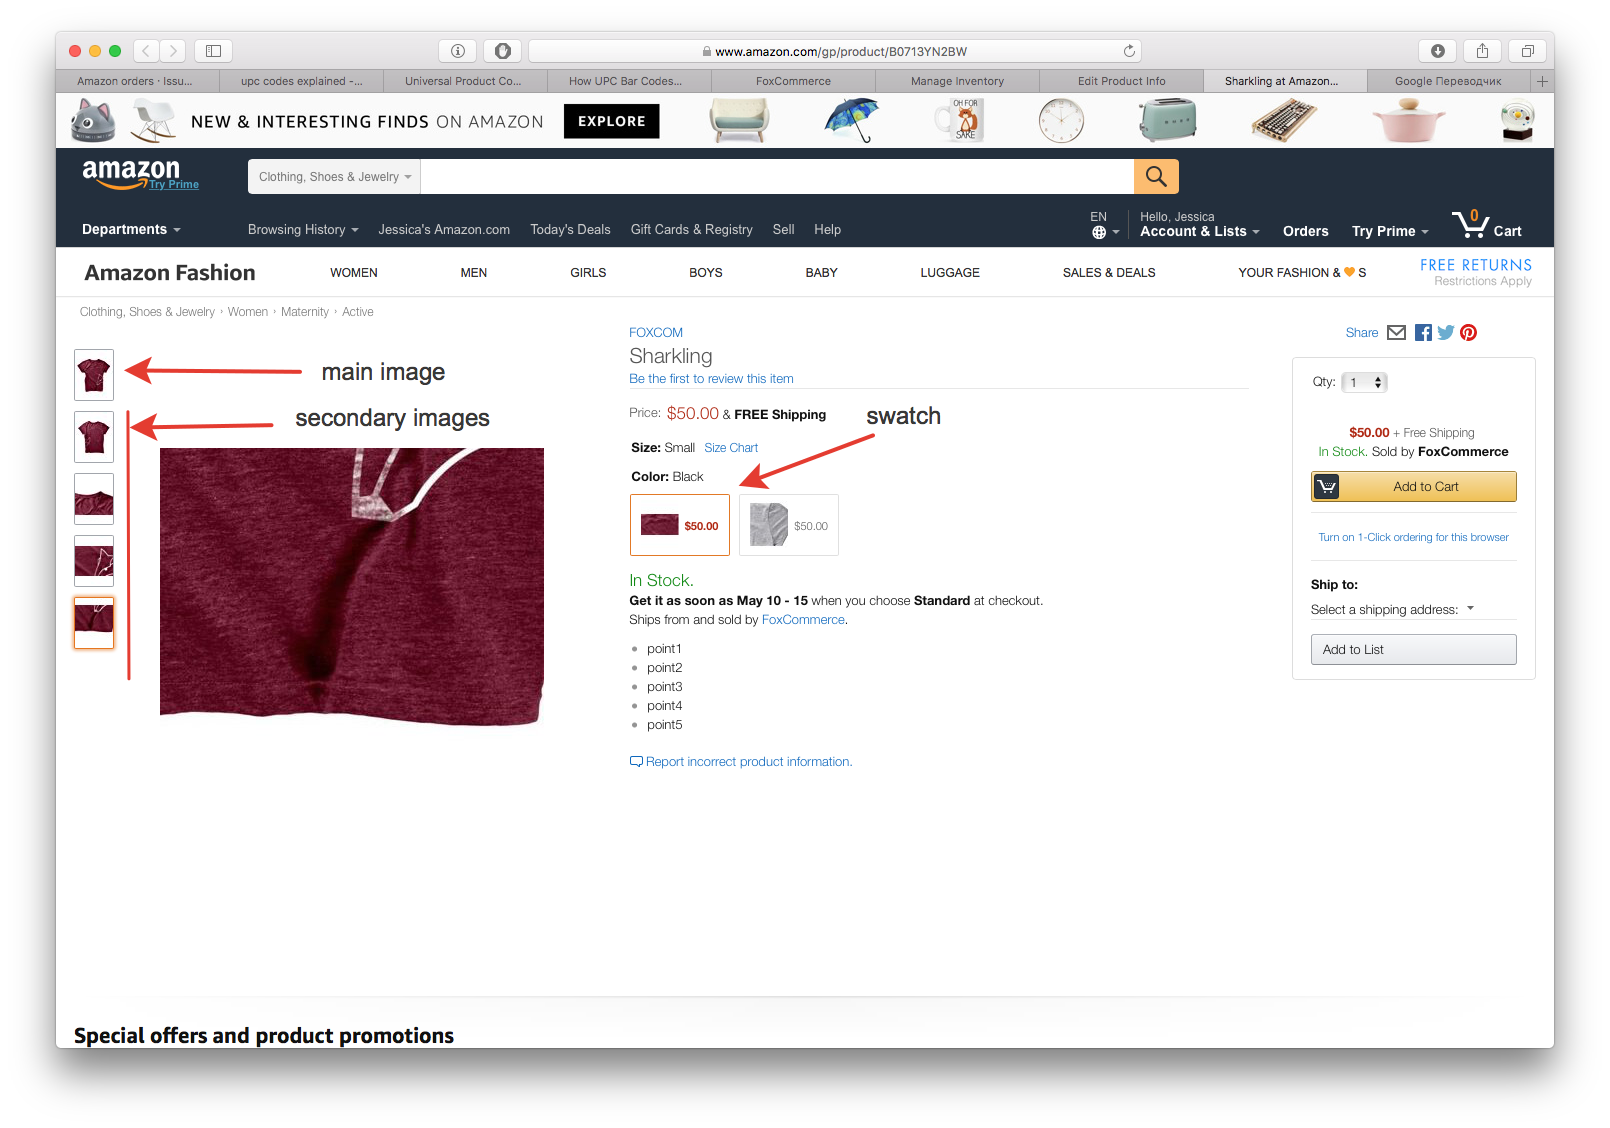 www.amazon.com/gp/product/B0713YN2BW
Amazon orders · Issu...
upc codes explained -...
Universal Product Co...
How UPC Bar Codes...
FoxCommerce
Manage Inventory
Edit Product Info
Sharkling at Amazon...
Google Переводчик
NEW & INTERESTING FINDS ON AMAZON
EXPLORE
OH FOR
SAKE
amazon
Try Prime
Clothing, Shoes & Jewelry
Departments
Browsing History
Jessica's Amazon.com
Today's Deals
Gift Cards & Registry
Sell
Help
EN
Hello, Jessica
Account & Lists
Orders
Try Prime
0
Cart
Amazon Fashion
WOMEN
MEN
GIRLS
BOYS
BABY
LUGGAGE
SALES & DEALS
YOUR FASHION & 🧡 S
FREE RETURNS
Restrictions Apply
Clothing, Shoes & Jewelry › Women › Maternity › Active
main image
secondary images
FOXCOM
Sharkling
Be the first to review this item
Price: $50.00 & FREE Shipping
swatch
Size: Small Size Chart
Color: Black
$50.00
$50.00
In Stock.
Get it as soon as May 10 - 15 when you choose Standard at checkout.
Ships from and sold by FoxCommerce.
point1
point2
point3
point4
point5
Report incorrect product information.
Share
Qty: 1
$50.00 + Free Shipping
In Stock. Sold by FoxCommerce
Add to Cart
Turn on 1-Click ordering for this browser
Ship to:
Select a shipping address:
Add to List
Special offers and product promotions